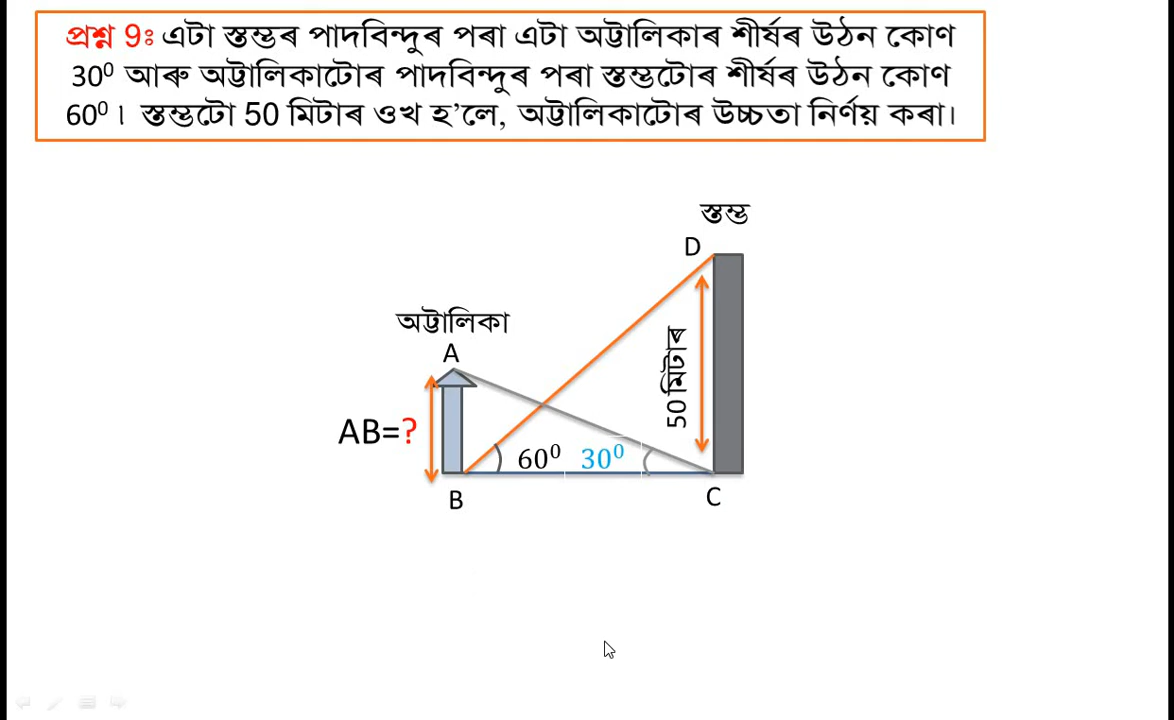 প্ৰশ্ন 9ঃ এটা স্তম্ভৰ পাদবিন্দুৰ পৰা এটা অট্টালিকাৰ শীৰ্ষৰ উঠন কোণ
30⁰ আৰু অট্টালিকাটোৰ পাদবিন্দুৰ পৰা স্তম্ভটোৰ শীৰ্ষৰ উঠন কোণ
60⁰। স্তম্ভটো 50 মিটাৰ ওখ হ’লে, অট্টালিকাটোৰ উচ্চতা নিৰ্ণয় কৰা।
স্তম্ভ
D
অট্টালিকা
A
50 মিটাৰ
AB=?
60⁰ 30⁰
B
C